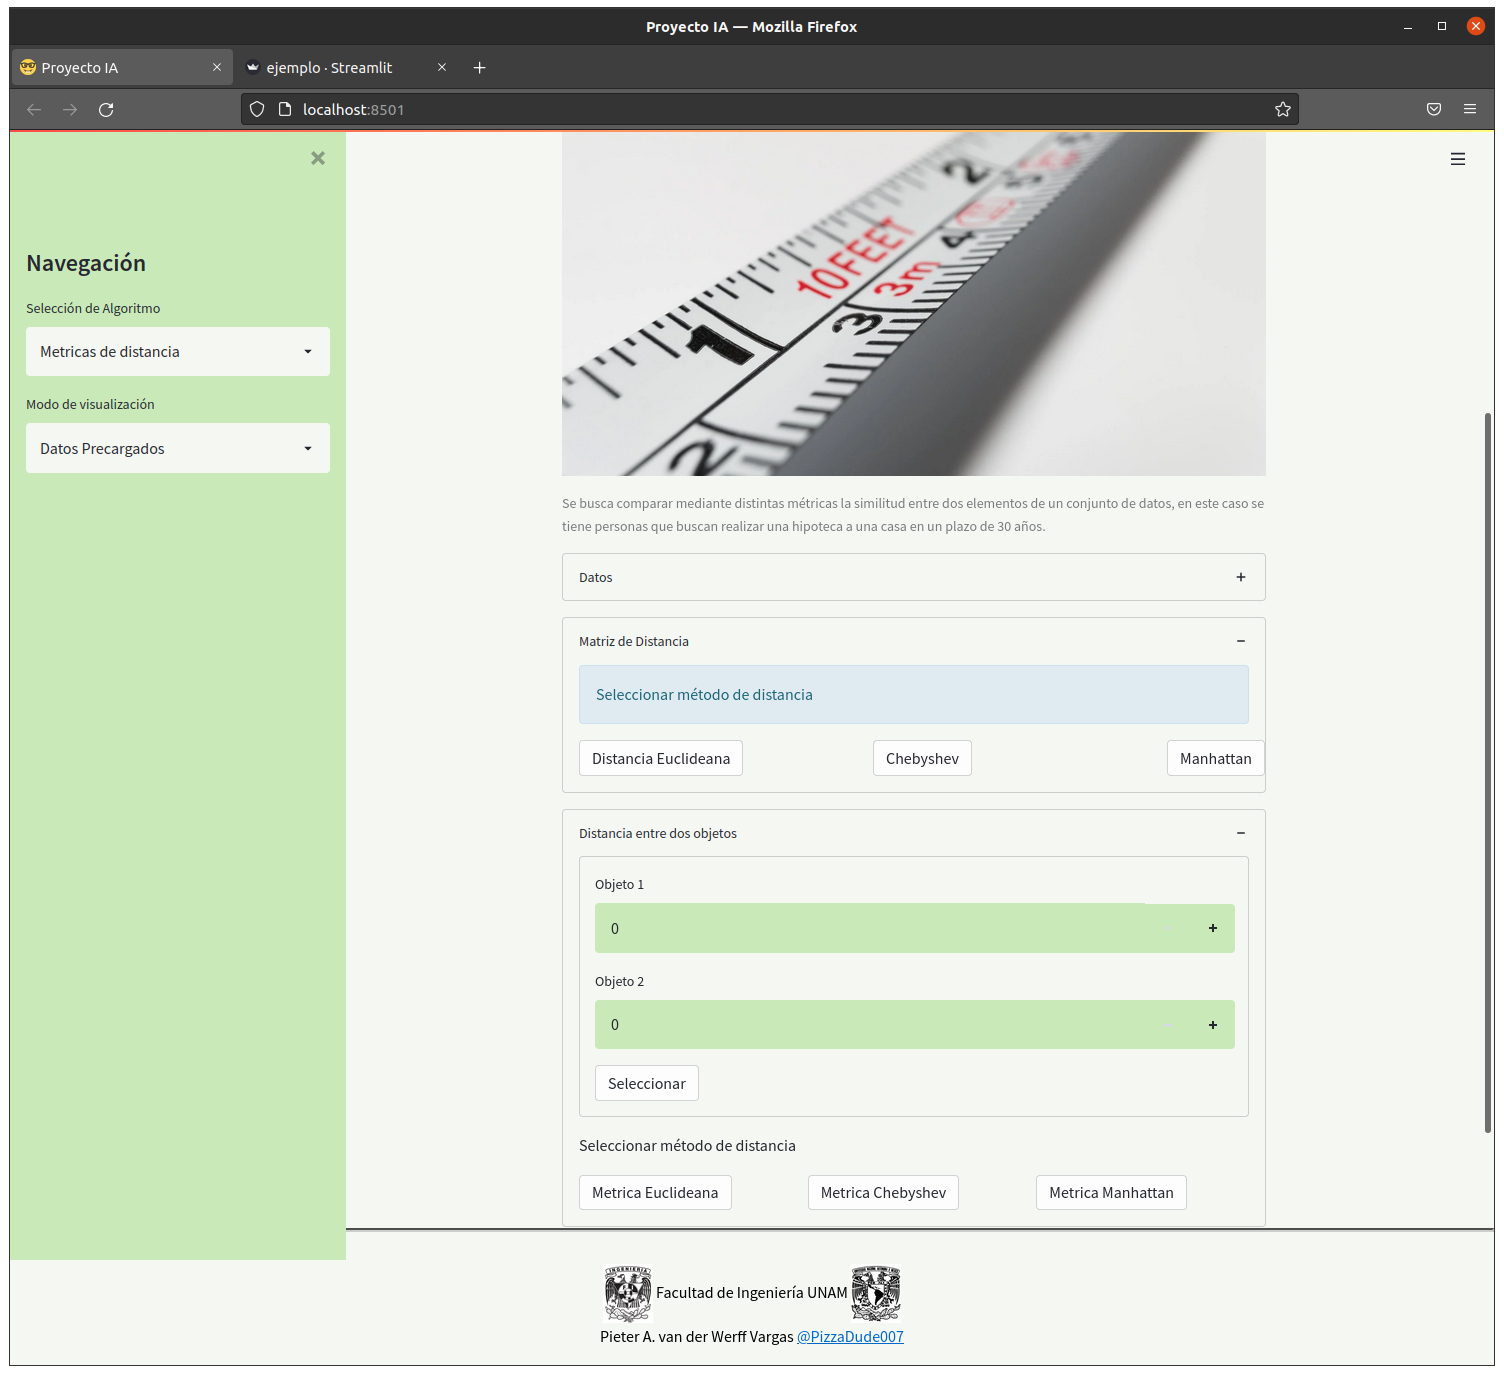 Proyecto IA — Mozilla Firefox
Proyecto IA
ejemplo · Streamlit
localhost:8501
Navegación
Selección de Algoritmo
Metricas de distancia
Modo de visualización
Datos Precargados
2
10FEET
3m
4
1
3
2
Se busca comparar mediante distintas métricas la similitud entre dos elementos de un conjunto de datos, en este caso se
tiene personas que buscan realizar una hipoteca a una casa en un plazo de 30 años.
Datos
Matriz de Distancia
Seleccionar método de distancia
Distancia Euclideana
Chebyshev
Manhattan
Distancia entre dos objetos
Objeto 1
0
Objeto 2
0
Seleccionar
Seleccionar método de distancia
Metrica Euclideana
Metrica Chebyshev
Metrica Manhattan
INGENIERIA
Facultad de Ingeniería UNAM
Pieter A. van der Werff Vargas @PizzaDude007